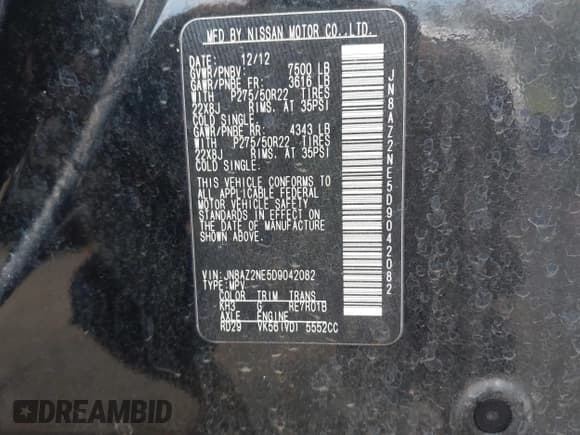 MFD BY NISSAN MOTOR CO.,LTD.
DATE: 12/12
GVWR/PNBV: 7500 LB
GAWR/PNBE FR: 3616 LB
WITH P275/50R22 TIRES
22X8J RIMS. AT 35PSI
COLD SINGLE.
GAWR/PNBE RR: 4343 LB
WITH P275/50R22 TIRES
22X8J RIMS. AT 35PSI
COLD SINGLE.
THIS VEHICLE CONFORMS TO
ALL APPLICABLE FEDERAL
MOTOR VEHICLE SAFETY
STANDARDS IN EFFECT ON
THE DATE OF MANUFACTURE
SHOWN ABOVE.
VIN: JN8AZ2NE5D9042082
TYPE: MPV
COLOR TRIM TRANS
KH3 G RE7R01B
AXLE ENGINE
RD29 VK56(VD) 5552CC
JN8AZ2NE5D9042082
DREAMBID